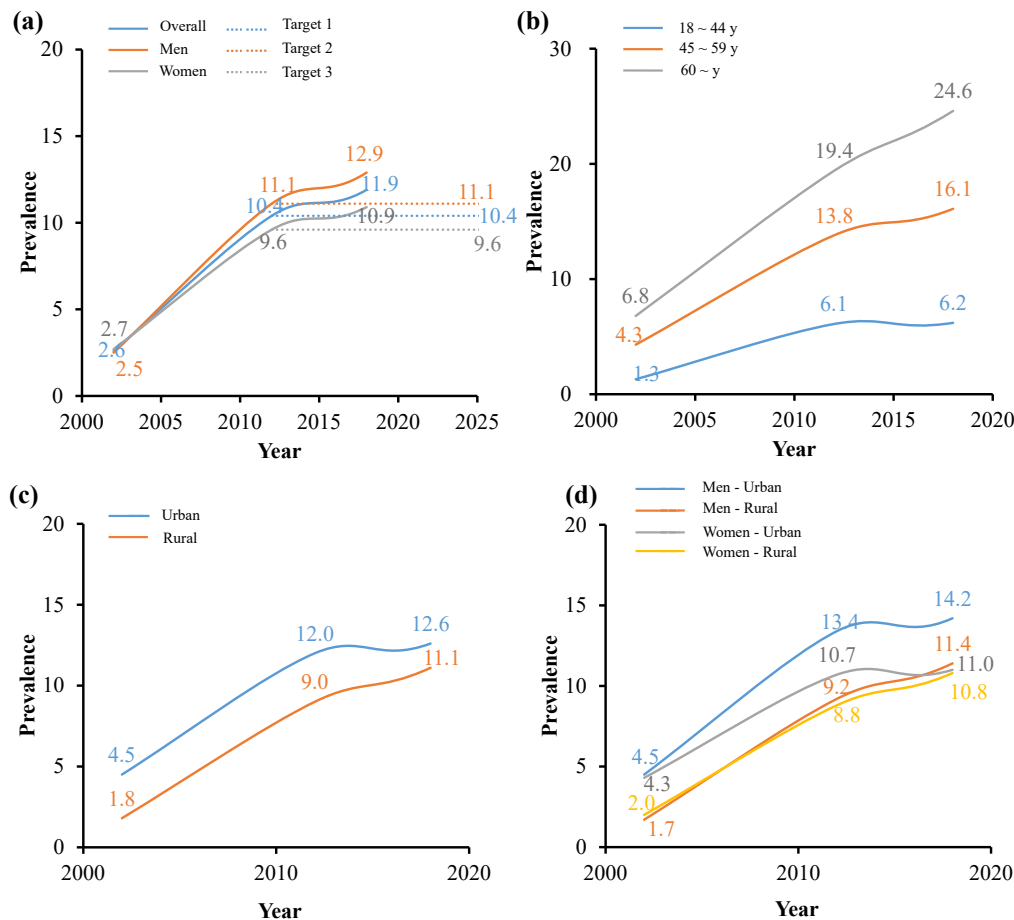 (a)
Overall
Men
Women
Target 1
Target 2
Target 3
20
15
10
5
0
Prevalence
12.9
11.1
11.9
11.1
10.4
10.4
10.9
9.6
9.6
2.7
2.6
2.5
2000
2005
2010
2015
2020
2025
Year
(b)
18 ~ 44 y
45 ~ 59 y
60 ~ y
30
20
10
0
Prevalence
24.6
19.4
16.1
13.8
6.8
6.1
6.2
4.3
1.3
2000
2005
2010
2015
2020
Year
(c)
Urban
Rural
20
15
10
5
0
Prevalence
12.0
12.6
11.1
9.0
4.5
1.8
2000
2010
2020
Year
(d)
Men - Urban
Men - Rural
Women - Urban
Women - Rural
20
15
10
5
0
Prevalence
14.2
13.4
11.4
10.7
11.0
9.2
10.8
8.8
4.5
4.3
2.0
1.7
2000
2010
2020
Year